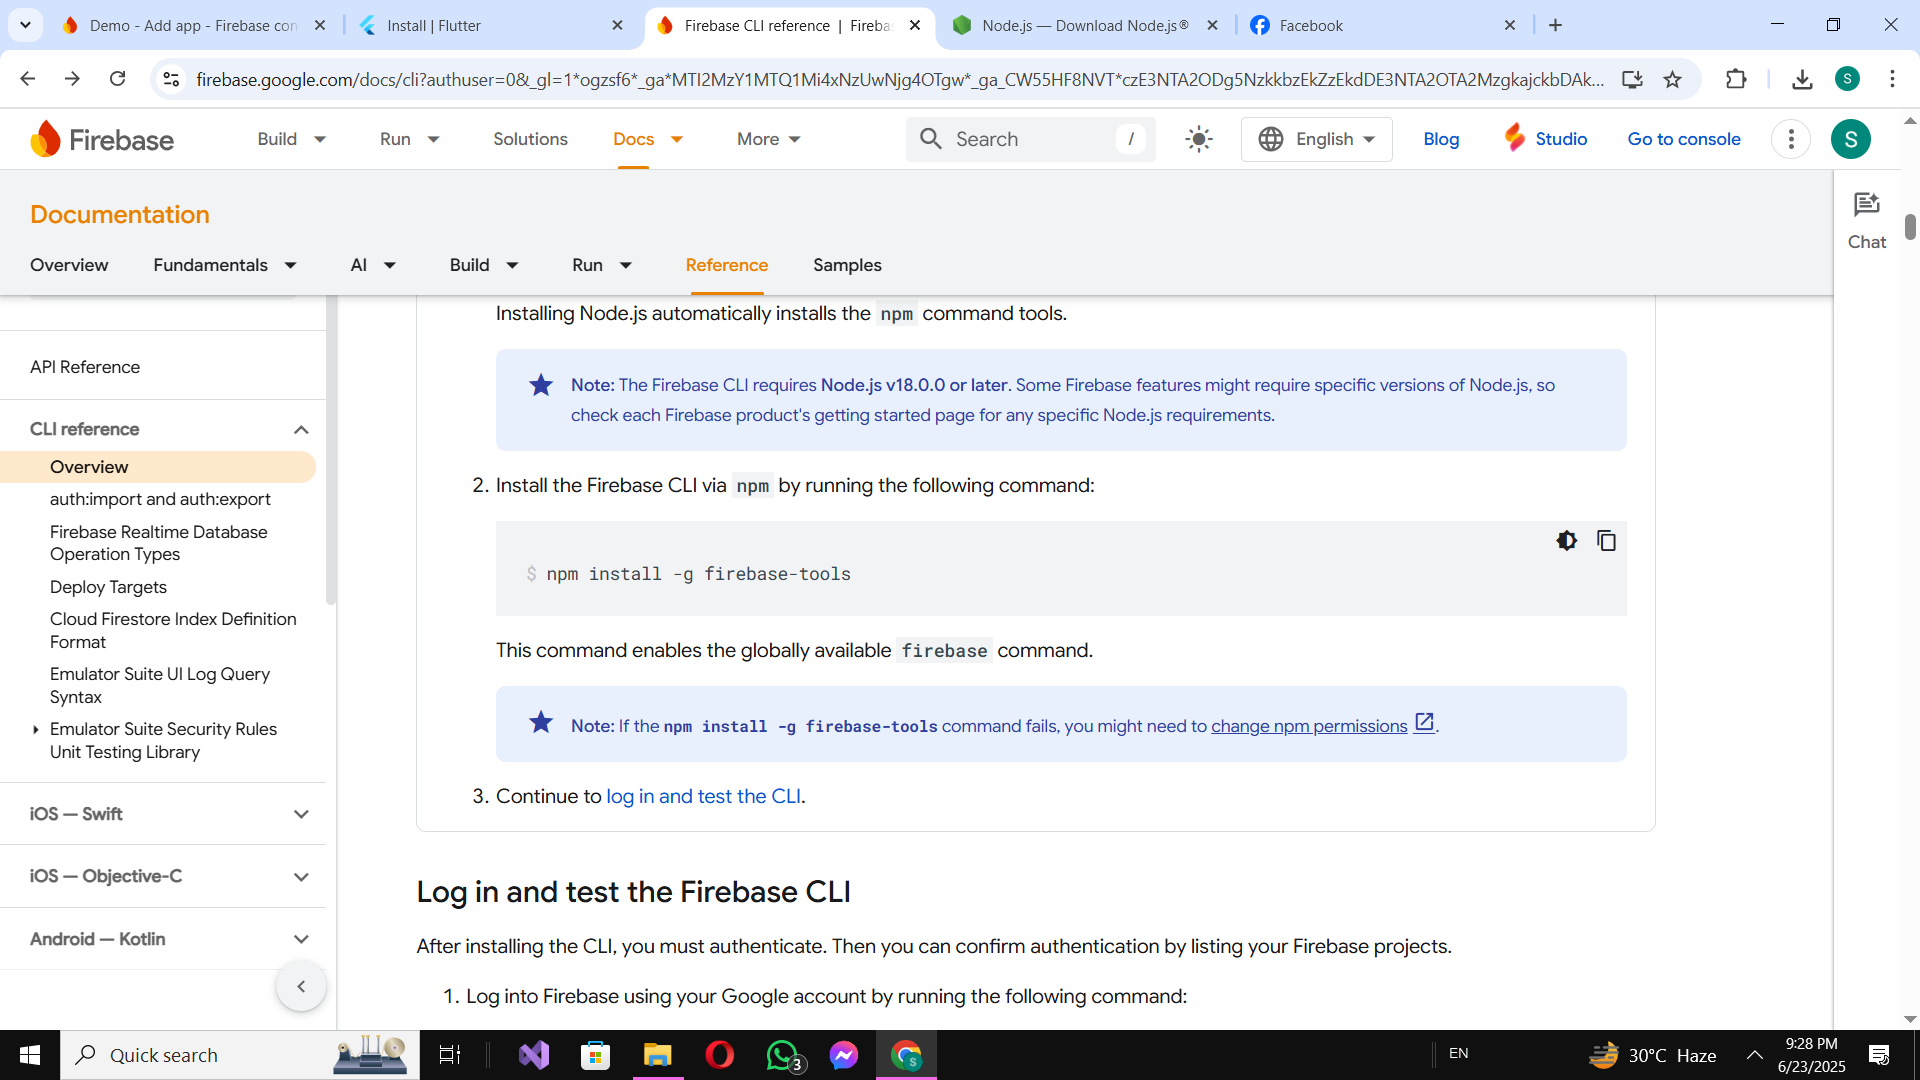 Demo - Add app - Firebase con
Install | Flutter
Firebase CLI reference | Fireba
Node.js — Download Node.js®
Facebook
firebase.google.com/docs/cli?authuser=0&_gl=1*ogzsf6*_ga*MTI2MzY1MTQ1Mi4xNzUwNjg4OTgw*_ga_CW55HF8NVT*czE3NTA2ODg5NzkkbzEkZzEkdDE3NTA2OTA2MzgkajckbDAk...
S
Firebase
Build
Run
Solutions
Docs
More
Search
/
English
Blog
Studio
Go to console
S
Documentation
Chat
Overview
Fundamentals
AI
Build
Run
Reference
Samples
API Reference
CLI reference
Overview
auth:import and auth:export
Firebase Realtime Database
Operation Types
Deploy Targets
Cloud Firestore Index Definition
Format
Emulator Suite UI Log Query
Syntax
Emulator Suite Security Rules
Unit Testing Library
iOS — Swift
iOS — Objective-C
Android — Kotlin
Installing Node.js automatically installs the npm command tools.
Note: The Firebase CLI requires Node.js v18.0.0 or later. Some Firebase features might require specific versions of Node.js, so
check each Firebase product's getting started page for any specific Node.js requirements.
2. Install the Firebase CLI via npm by running the following command:
$ npm install -g firebase-tools
This command enables the globally available firebase command.
Note: If the npm install -g firebase-tools command fails, you might need to change npm permissions.
3. Continue to log in and test the CLI.
Log in and test the Firebase CLI
After installing the CLI, you must authenticate. Then you can confirm authentication by listing your Firebase projects.
1. Log into Firebase using your Google account by running the following command:
Quick search
3
S
EN
30°C Haze
9:28 PM
6/23/2025